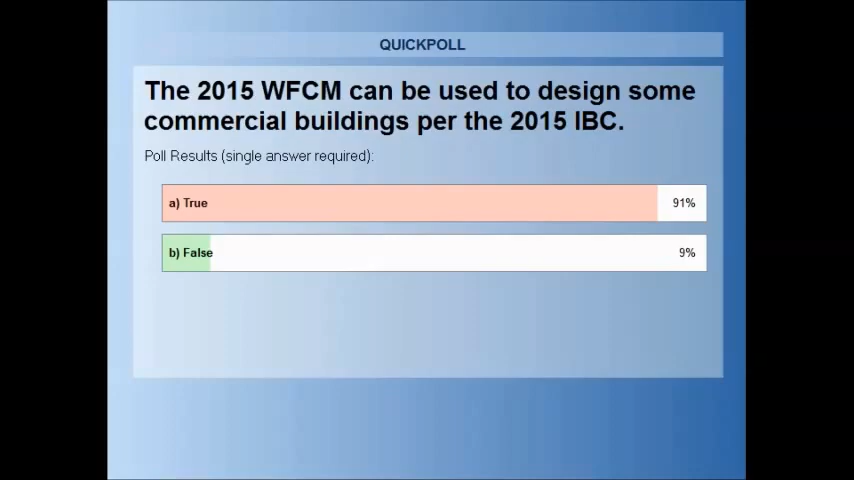 QUICKPOLL
The 2015 WFCM can be used to design some
commercial buildings per the 2015 IBC.
Poll Results (single answer required):
a) True 91%
b) False 9%